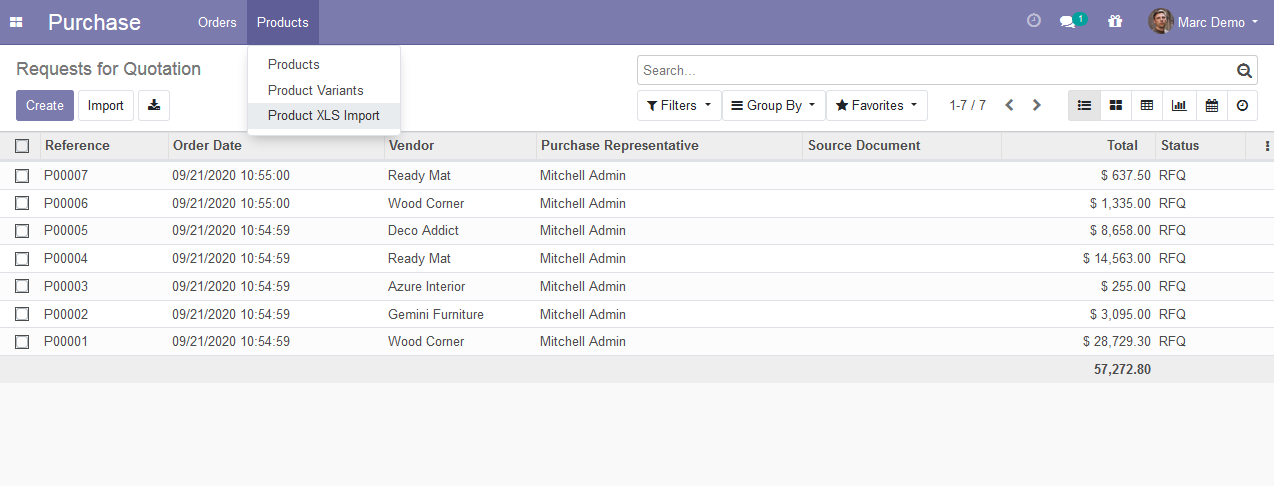 Purchase Orders Products 1 Marc Demo
Products
Product Variants
Product XLS Import
Requests for Quotation Search...
Create Import Filters Group By Favorites 1-7 / 7
Reference Order Date Vendor Purchase Representative Source Document Total Status
P00007 09/21/2020 10:55:00 Ready Mat Mitchell Admin $ 637.50 RFQ
P00006 09/21/2020 10:55:00 Wood Corner Mitchell Admin $ 1,335.00 RFQ
P00005 09/21/2020 10:54:59 Deco Addict Mitchell Admin $ 8,658.00 RFQ
P00004 09/21/2020 10:54:59 Ready Mat Mitchell Admin $ 14,563.00 RFQ
P00003 09/21/2020 10:54:59 Azure Interior Mitchell Admin $ 255.00 RFQ
P00002 09/21/2020 10:54:59 Gemini Furniture Mitchell Admin $ 3,095.00 RFQ
P00001 09/21/2020 10:54:59 Wood Corner Mitchell Admin $ 28,729.30 RFQ
57,272.80